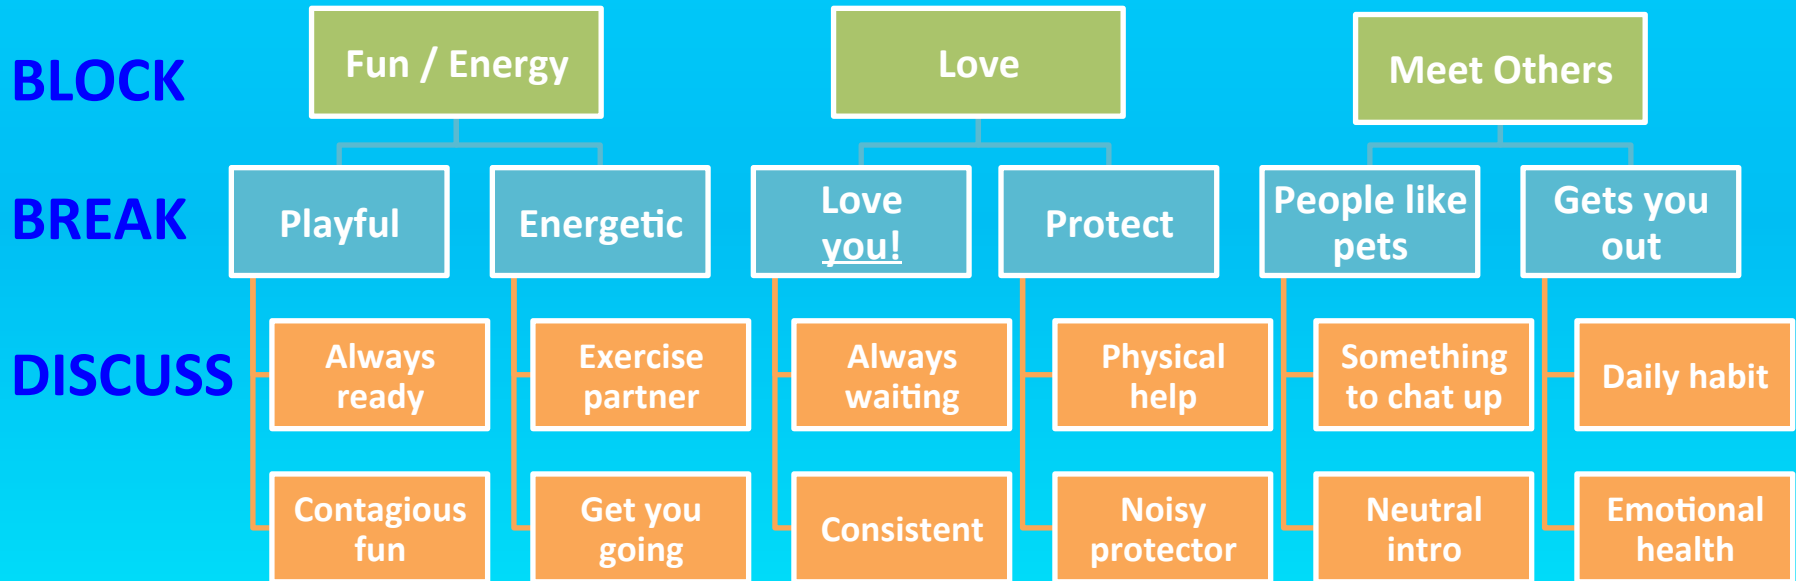 BLOCK
Fun / Energy
Love
Meet Others
BREAK
Playful
Energetic
Love
you!
Protect
People like
pets
Gets you
out
DISCUSS
Always
ready
Exercise
partner
Always
waiting
Physical
help
Something
to chat up
Daily habit
Contagious
fun
Get you
going
Consistent
Noisy
protector
Neutral
intro
Emotional
health